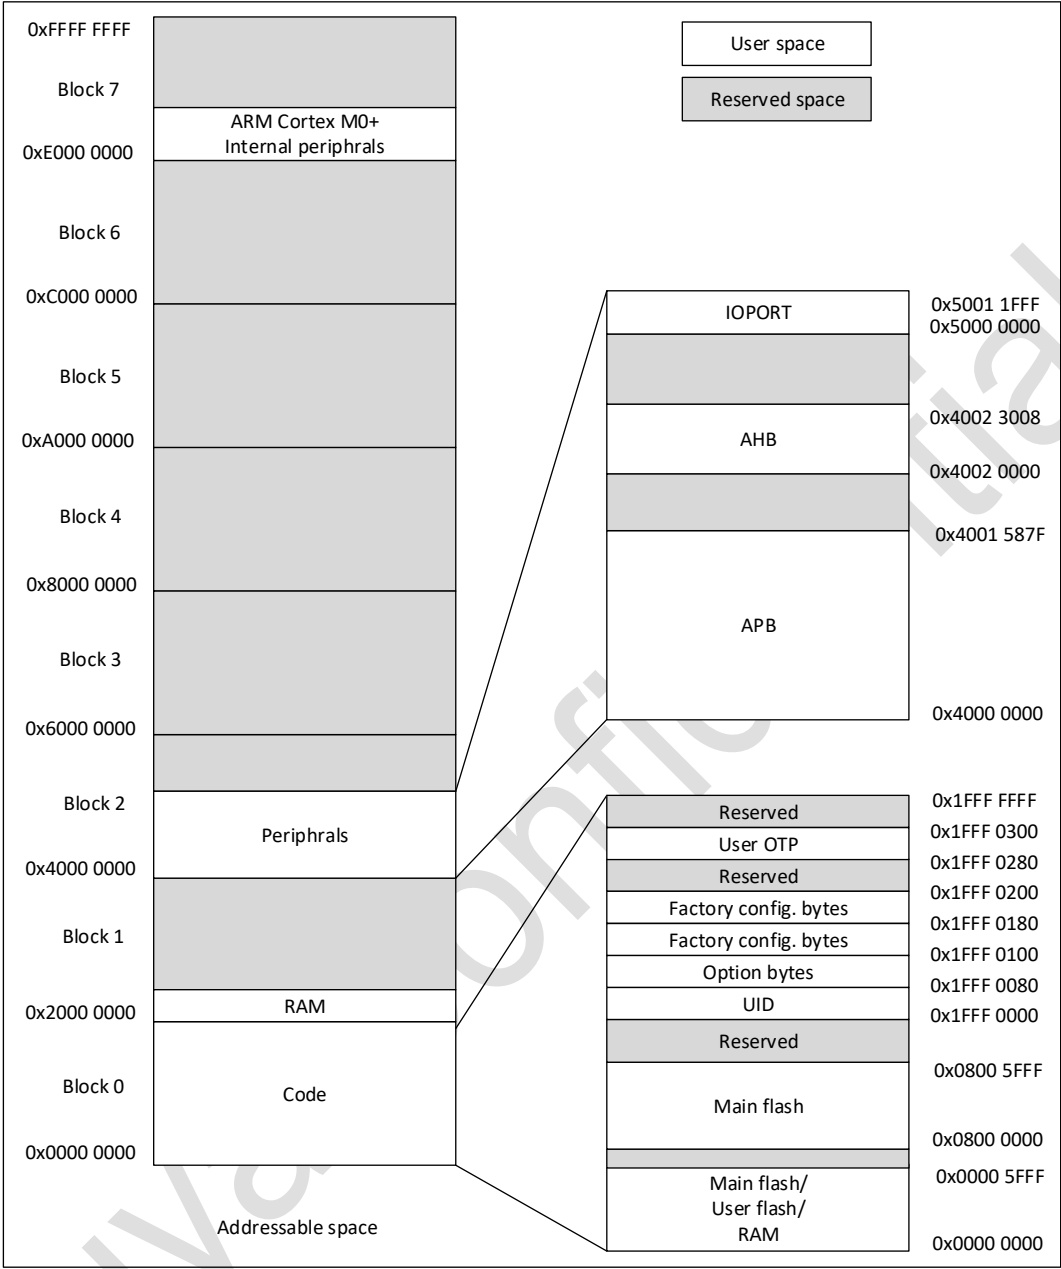 0xFFFF FFFF
Block 7
ARM Cortex M0+
Internal periphrals
0xE000 0000
Block 6
0xC000 0000
Block 5
0xA000 0000
Block 4
0x8000 0000
Block 3
0x6000 0000
Block 2
Periphrals
0x4000 0000
Block 1
RAM
0x2000 0000
Block 0
Code
0x0000 0000
Addressable space
User space
Reserved space
IOPORT
0x5001 1FFF
0x5000 0000
0x4002 3008
AHB
0x4002 0000
0x4001 587F
APB
0x4000 0000
0x1FFF FFFF
Reserved
0x1FFF 0300
User OTP
0x1FFF 0280
Reserved
0x1FFF 0200
Factory config. bytes
0x1FFF 0180
Factory config. bytes
0x1FFF 0100
Option bytes
0x1FFF 0080
UID
0x1FFF 0000
Reserved
0x0800 5FFF
Main flash
0x0800 0000
0x0000 5FFF
Main flash/
User flash/
RAM
0x0000 0000